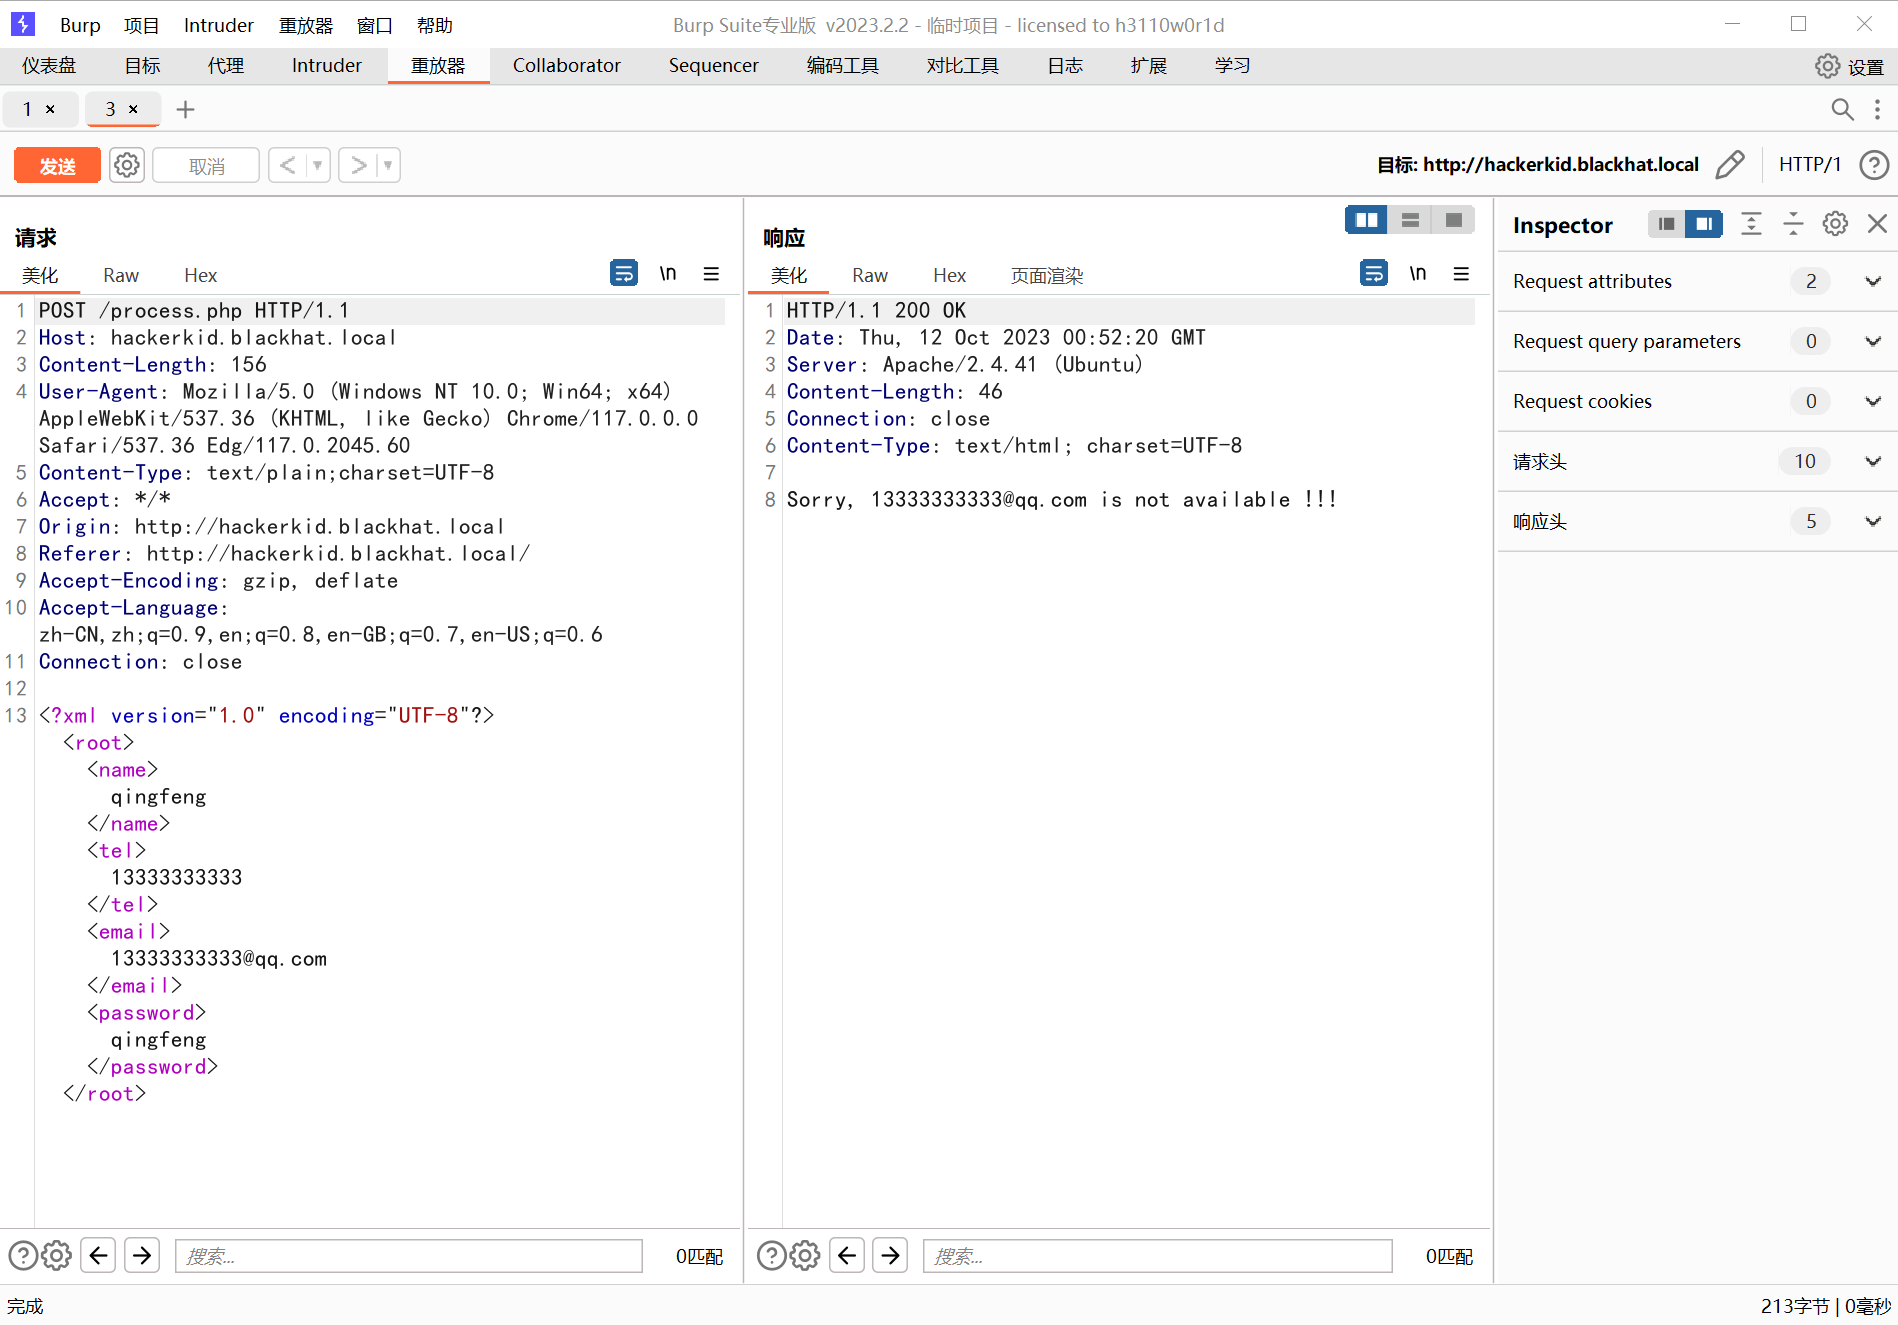 Burp 项目 Intruder 重放器 窗口 帮助 Burp Suite专业版 v2023.2.2 - 临时项目 - licensed to h3110w0r1d
仪表盘 目标 代理 Intruder 重放器 Collaborator Sequencer 编码工具 对比工具 日志 扩展 学习 设置
1 × 3 × +
发送 取消 < > 目标: http://hackerkid.blackhat.local HTTP/1 ?
请求
美化 Raw Hex \n
1 POST /process.php HTTP/1.1
2 Host: hackerkid.blackhat.local
3 Content-Length: 156
4 User-Agent: Mozilla/5.0 (Windows NT 10.0; Win64; x64)
AppleWebKit/537.36 (KHTML, like Gecko) Chrome/117.0.0.0
Safari/537.36 Edg/117.0.2045.60
5 Content-Type: text/plain;charset=UTF-8
6 Accept: */*
7 Origin: http://hackerkid.blackhat.local
8 Referer: http://hackerkid.blackhat.local/
9 Accept-Encoding: gzip, deflate
10 Accept-Language:
zh-CN,zh;q=0.9,en;q=0.8,en-GB;q=0.7,en-US;q=0.6
11 Connection: close
12
13 <?xml version="1.0" encoding="UTF-8"?>
<root>
<name>
qingfeng
</name>
<tel>
13333333333
</tel>
<email>
13333333333@qq.com
</email>
<password>
qingfeng
</password>
</root>
? 搜索... 0匹配
响应
美化 Raw Hex 页面渲染 \n
1 HTTP/1.1 200 OK
2 Date: Thu, 12 Oct 2023 00:52:20 GMT
3 Server: Apache/2.4.41 (Ubuntu)
4 Content-Length: 46
5 Connection: close
6 Content-Type: text/html; charset=UTF-8
7
8 Sorry, 13333333333@qq.com is not available !!!
? 搜索... 0匹配
Inspector
Request attributes 2
Request query parameters 0
Request cookies 0
请求头 10
响应头 5
完成 213字节 | 0毫秒